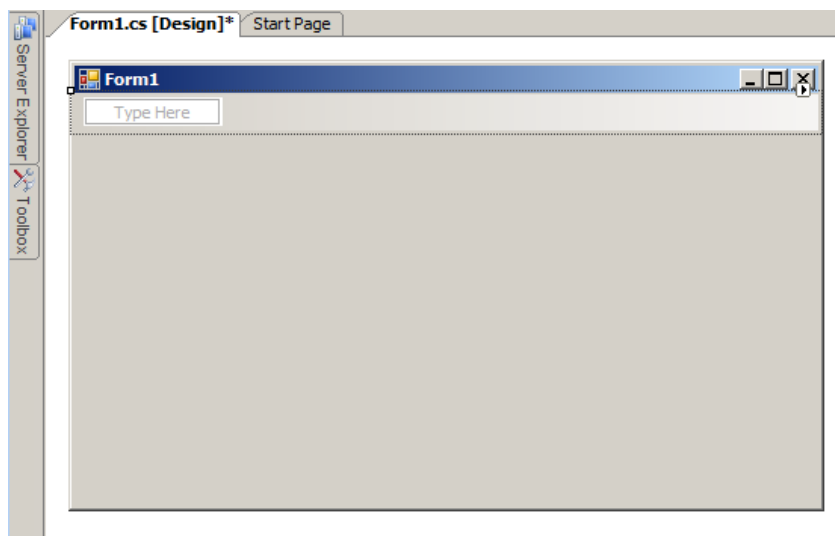 Form1.cs [Design]* Start Page
Server Explorer
Toolbox
Form1
Type Here